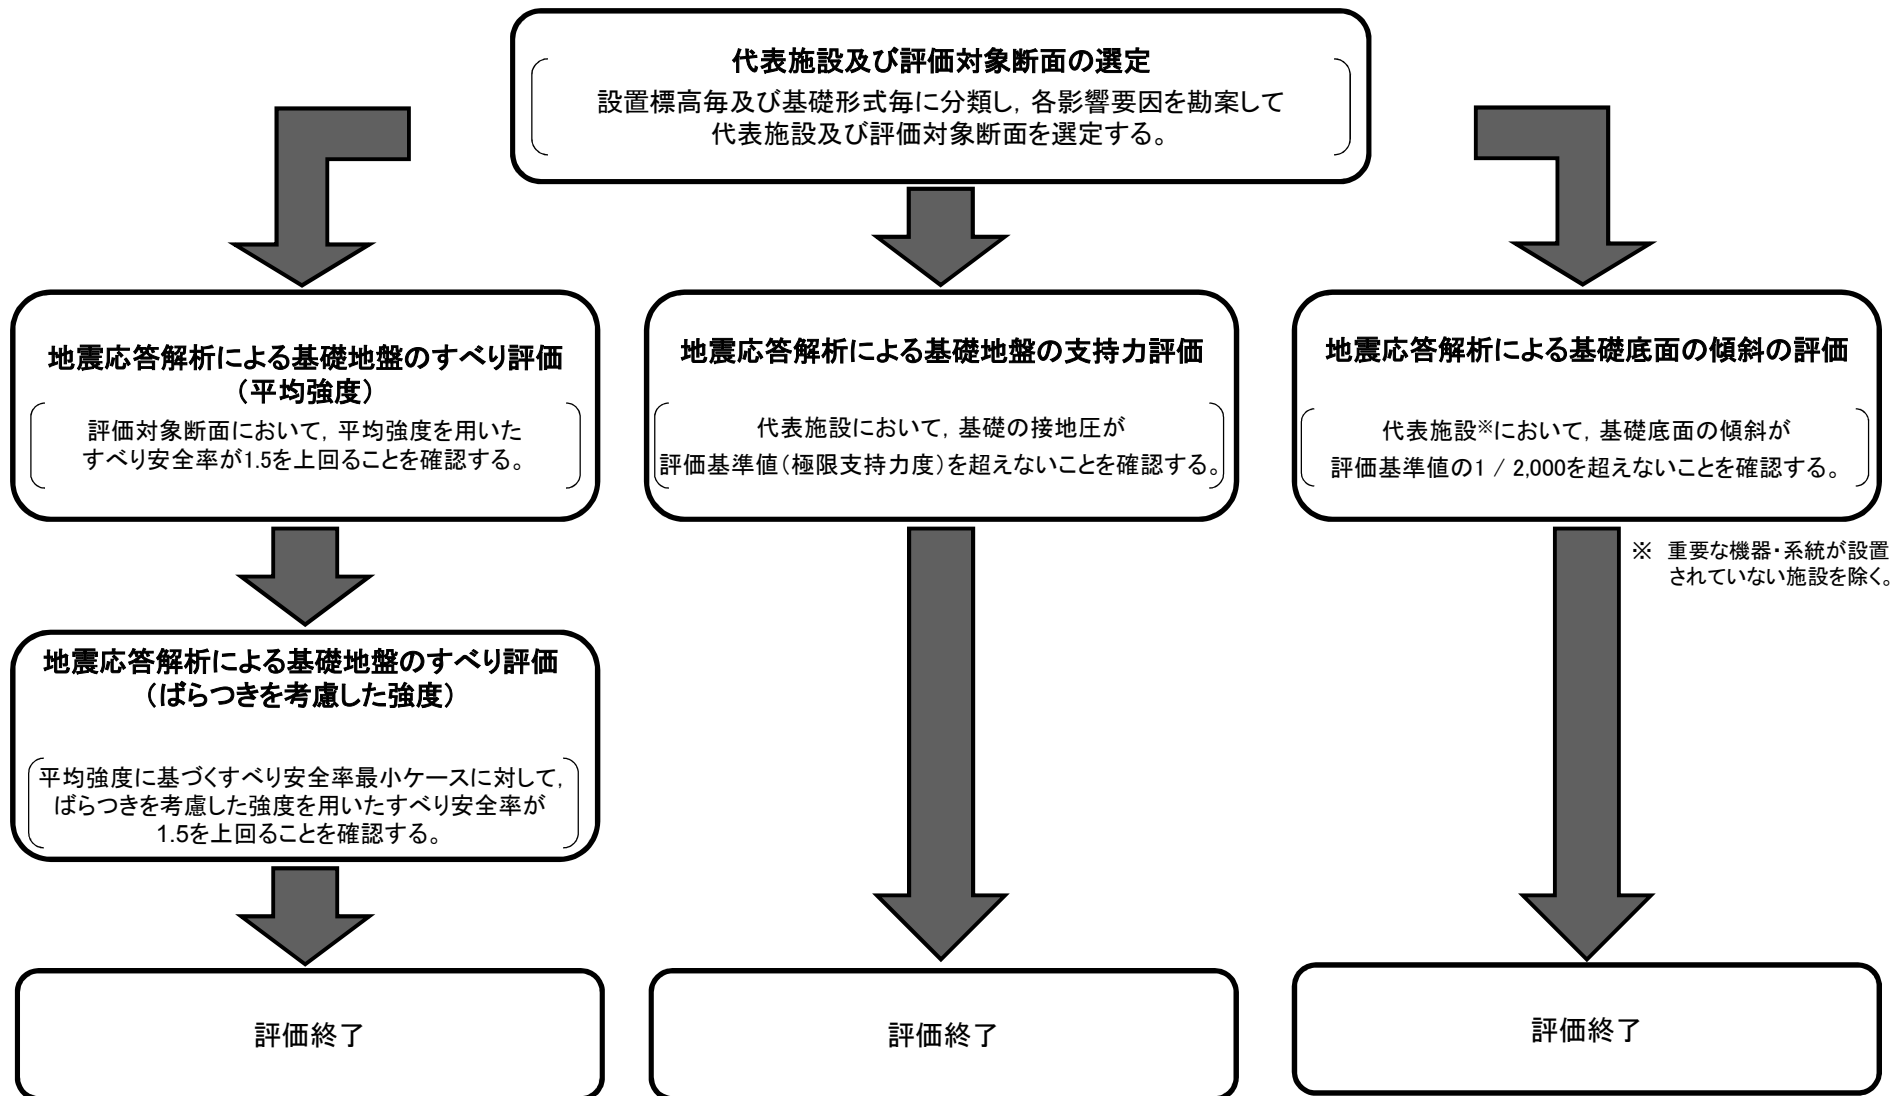 代表施設及び評価対象断面の選定
設置標高毎及び基礎形式毎に分類し，各影響要因を勘案して
代表施設及び評価対象断面を選定する。
地震応答解析による基礎地盤のすべり評価
（平均強度）
評価対象断面において，平均強度を用いた
すべり安全率が1.5を上回ることを確認する。
地震応答解析による基礎地盤の支持力評価
代表施設において，基礎の接地圧が
評価基準値（極限支持力度）を超えないことを確認する。
地震応答解析による基礎底面の傾斜の評価
代表施設※において，基礎底面の傾斜が
評価基準値の1 / 2,000を超えないことを確認する。
※　重要な機器・系統が設置
されていない施設を除く。
地震応答解析による基礎地盤のすべり評価
（ばらつきを考慮した強度）
平均強度に基づくすべり安全率最小ケースに対して，
ばらつきを考慮した強度を用いたすべり安全率が
1.5を上回ることを確認する。
評価終了
評価終了
評価終了